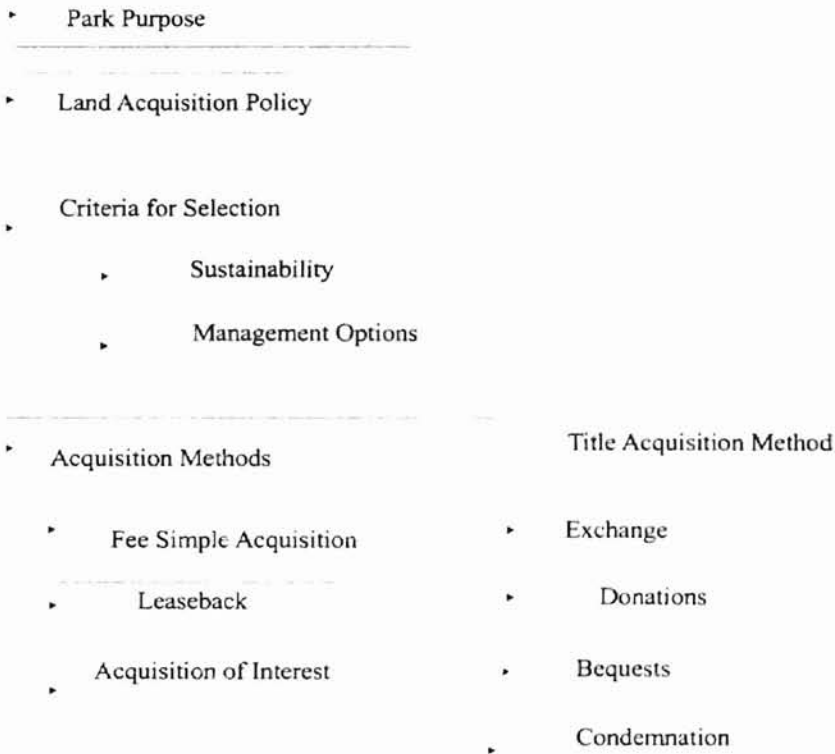 Park Purpose
Land Acquisition Policy
Criteria for Selection
Sustainability
Management Options
Acquisition Methods
Fee Simple Acquisition
Leaseback
Acquisition of Interest
Title Acquisition Method
Exchange
Donations
Bequests
Condemnation